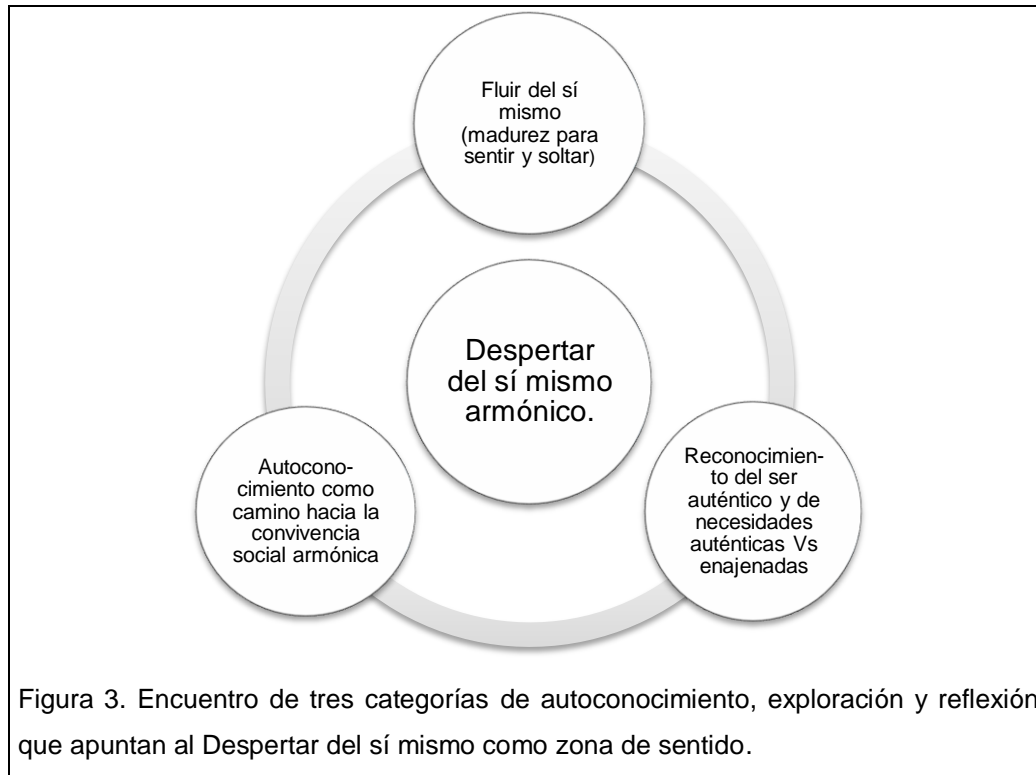 Fluir del sí
mismo
(madurez para
sentir y soltar)
Despertar
del sí mismo
armónico.
Autocono-
cimiento como
camino hacia la
convivencia
social armónica
Reconocimien-
to del ser
auténtico y de
necesidades
auténticas Vs
enajenadas
Figura 3. Encuentro de tres categorías de autoconocimiento, exploración y reflexión
que apuntan al Despertar del sí mismo como zona de sentido.